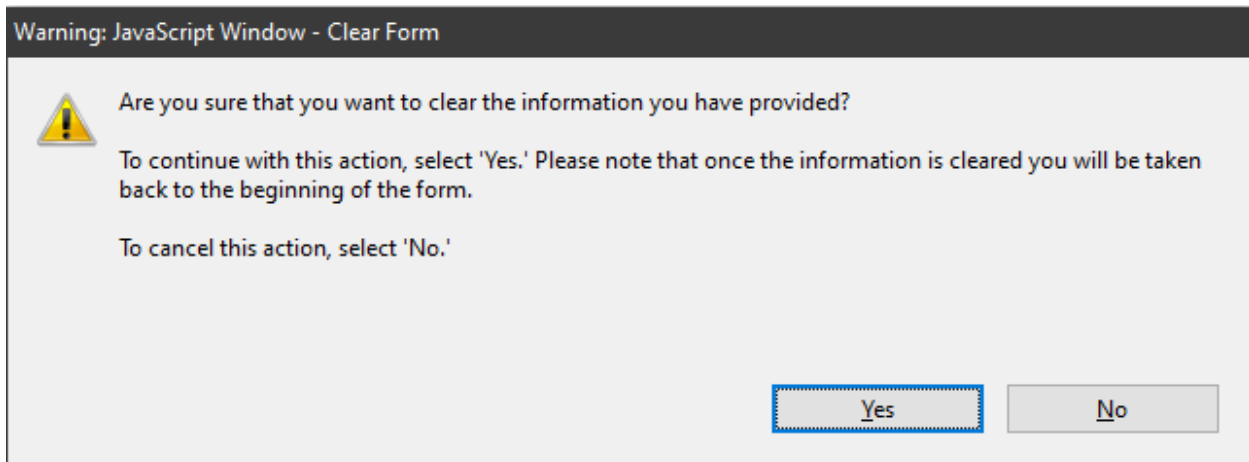 Warning: JavaScript Window - Clear Form
Are you sure that you want to clear the information you have provided?
To continue with this action, select 'Yes.' Please note that once the information is cleared you will be taken
back to the beginning of the form.
To cancel this action, select 'No.'
Yes No